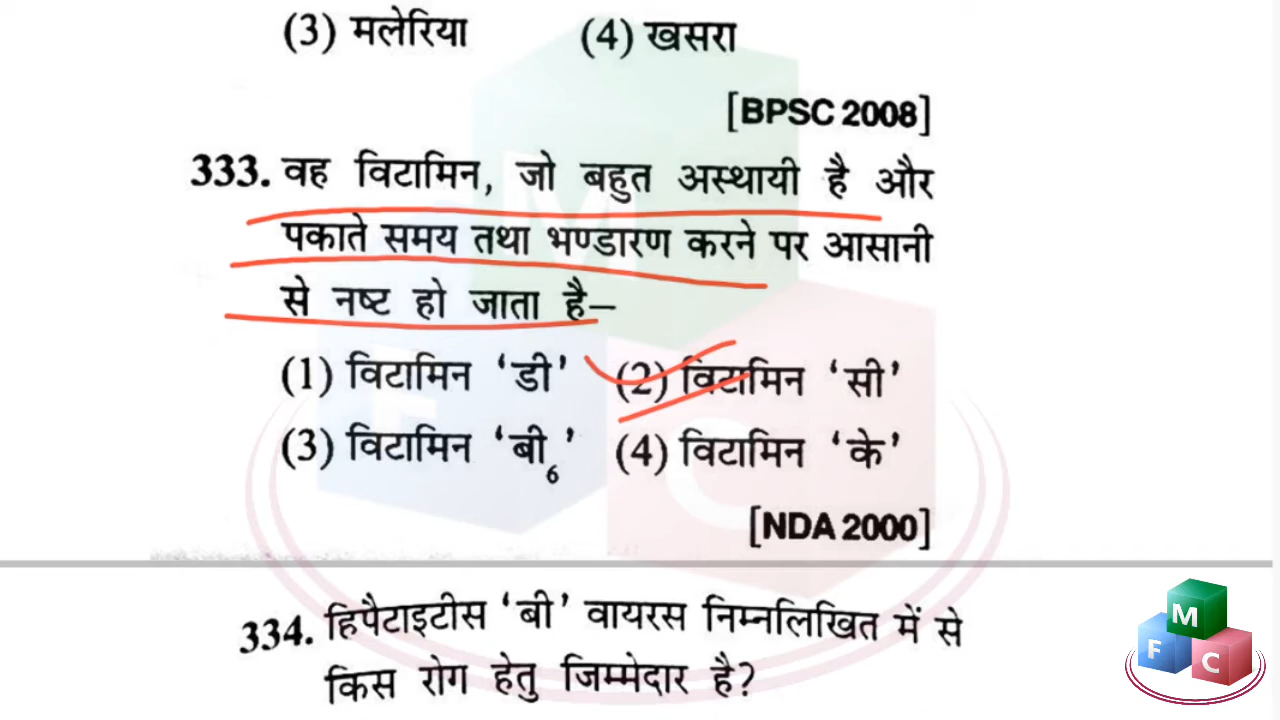 (3) मलेरिया (4) खसरा
[BPSC 2008]
333. वह विटामिन, जो बहुत अस्थायी है और
पकाते समय तथा भण्डारण करने पर आसानी
से नष्ट हो जाता है–
(1) विटामिन ‘डी’ (2) विटामिन ‘सी’
(3) विटामिन ‘बी₆’ (4) विटामिन ‘के’
[NDA 2000]
334. हिपैटाइटीस ‘बी’ वायरस निम्नलिखित में से
किस रोग हेतु जिम्मेदार है?
M
F C